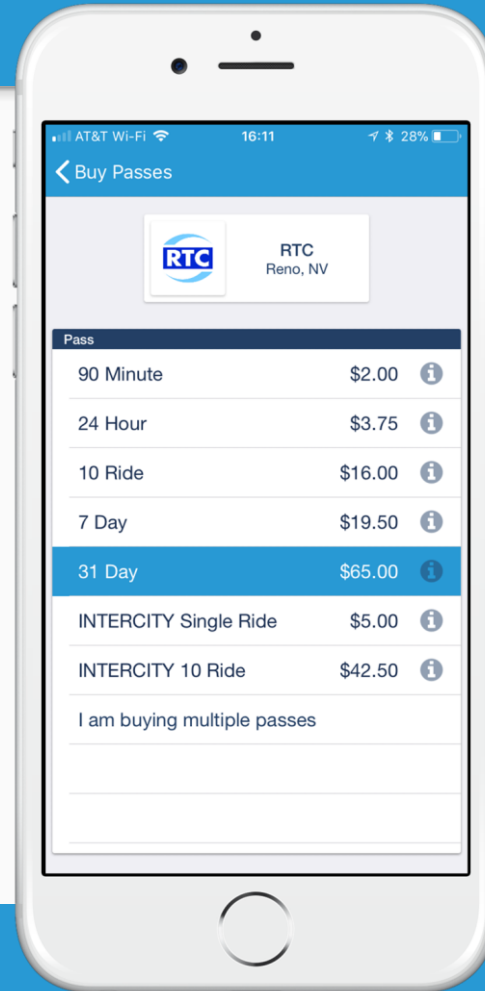 AT&T Wi-Fi 16:11 28%
Buy Passes
RTC
RTC
Reno, NV
Pass
90 Minute $2.00
24 Hour $3.75
10 Ride $16.00
7 Day $19.50
31 Day $65.00
INTERCITY Single Ride $5.00
INTERCITY 10 Ride $42.50
I am buying multiple passes